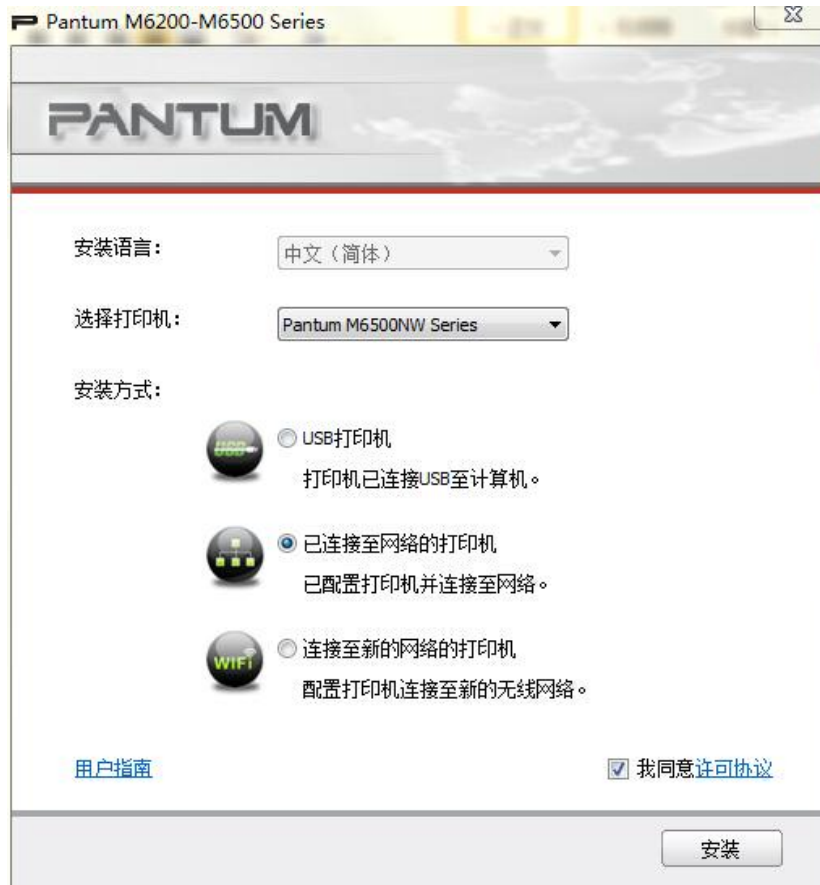 Pantum M6200-M6500 Series
PANTUM
安装语言：
中文（简体）
选择打印机：
Pantum M6500NW Series
安装方式：
USB打印机
打印机已连接USB至计算机。
已连接至网络的打印机
已配置打印机并连接至网络。
WIFI
连接至新的网络的打印机
配置打印机连接至新的无线网络。
用户指南
我同意许可协议
安装